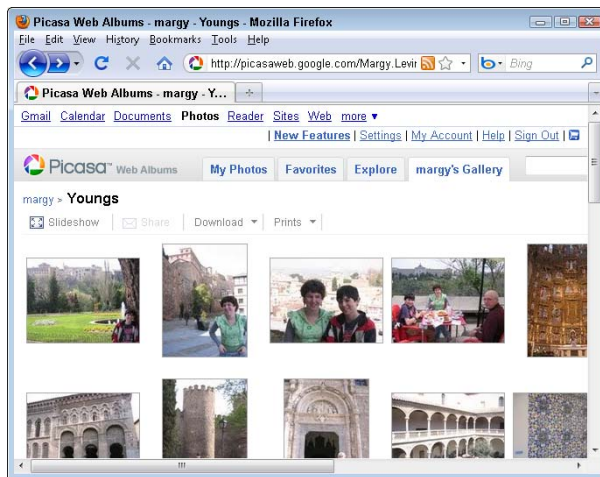 Picasa Web Albums - margy - Youngs - Mozilla Firefox
File Edit View History Bookmarks Tools Help
http://picasaweb.google.com/Margy.Levin Bing
Picasa Web Albums - margy - Y...
Gmail Calendar Documents Photos Reader Sites Web more ▼
| New Features | Settings | My Account | Help | Sign Out |
Picasa™ Web Albums My Photos Favorites Explore margy's Gallery
margy > Youngs
Slideshow Share Download Prints